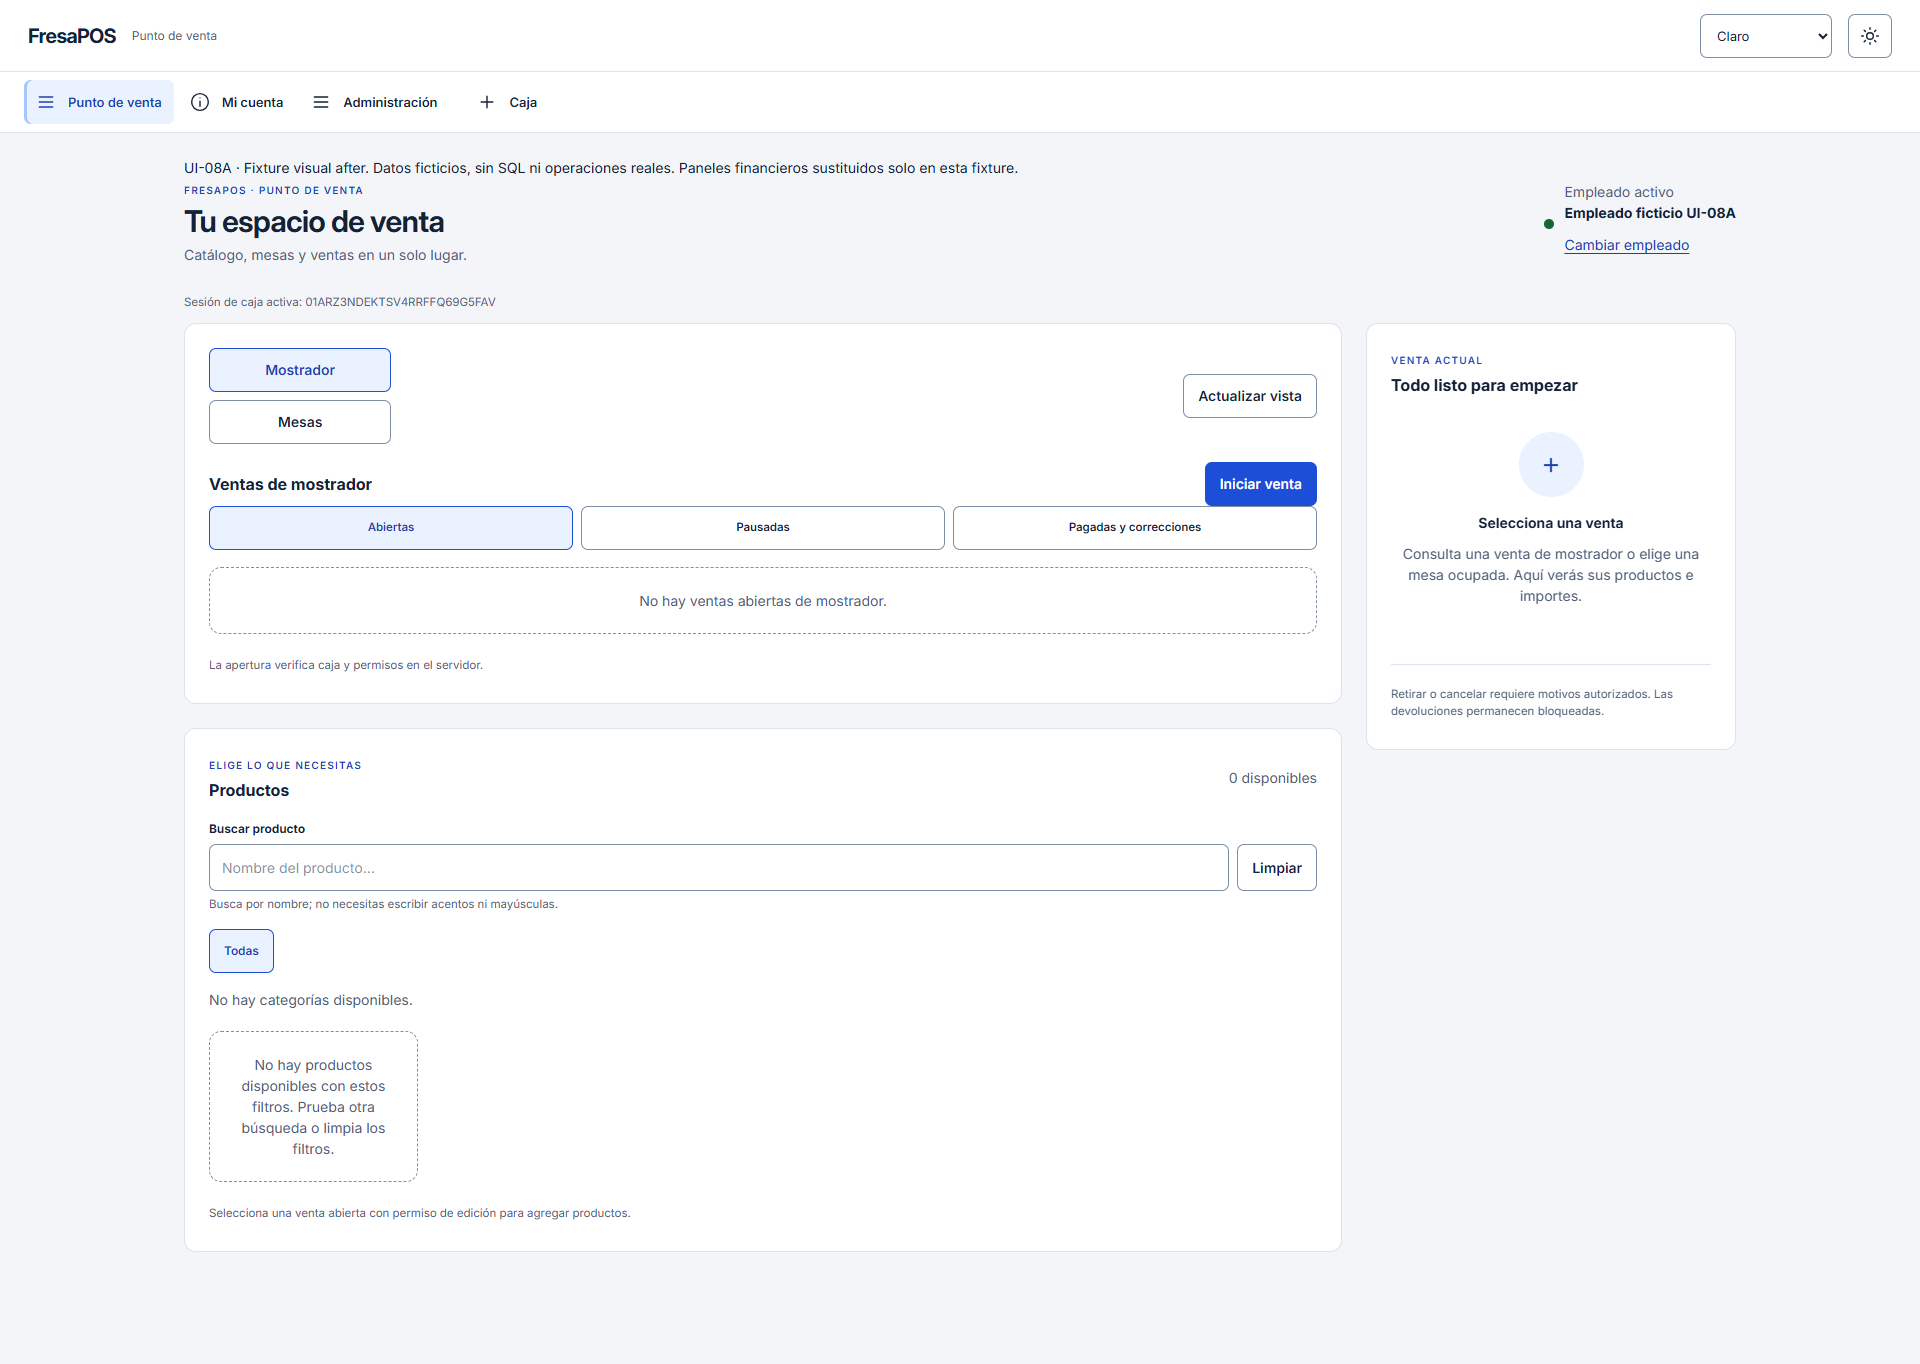 FresaPOS Punto de venta
Claro
Punto de venta
Mi cuenta
Administración
Caja
UI-08A · Fixture visual after. Datos ficticios, sin SQL ni operaciones reales. Paneles financieros sustituidos solo en esta fixture.
FRESAPOS · PUNTO DE VENTA
Tu espacio de venta
Catálogo, mesas y ventas en un solo lugar.
Empleado activo
Empleado ficticio UI-08A
Cambiar empleado
Sesión de caja activa: 01ARZ3NDEKTSV4RRFFQ69G5FAV
Mostrador
Mesas
Actualizar vista
Ventas de mostrador
Iniciar venta
Abiertas
Pausadas
Pagadas y correcciones
No hay ventas abiertas de mostrador.
La apertura verifica caja y permisos en el servidor.
VENTA ACTUAL
Todo listo para empezar
Selecciona una venta
Consulta una venta de mostrador o elige una
mesa ocupada. Aquí verás sus productos e
importes.
Retirar o cancelar requiere motivos autorizados. Las
devoluciones permanecen bloqueadas.
ELIGE LO QUE NECESITAS
Productos
0 disponibles
Buscar producto
Nombre del producto...
Limpiar
Busca por nombre; no necesitas escribir acentos ni mayúsculas.
Todas
No hay categorías disponibles.
No hay productos
disponibles con estos
filtros. Prueba otra
búsqueda o limpia los
filtros.
Selecciona una venta abierta con permiso de edición para agregar productos.